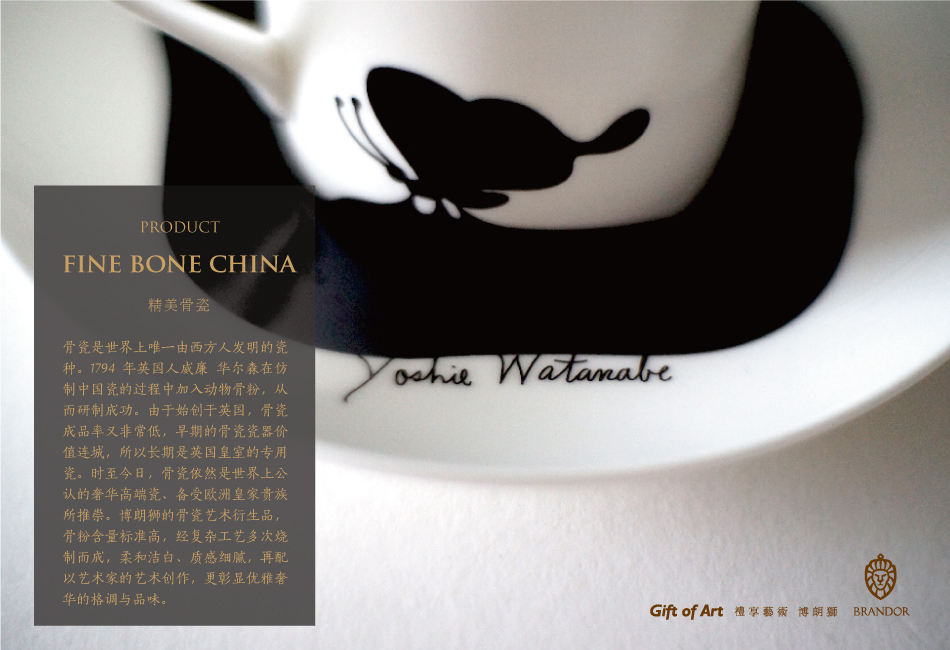 PRODUCT
FINE BONE CHINA
精美骨瓷
骨瓷是世界上唯一由西方人发明的瓷
种。1794 年英国人威廉 华尔森在仿
制中国瓷的过程中加入动物骨粉，从
而研制成功。由于始创于英国，骨瓷
成品率又非常低，早期的骨瓷瓷器价
值连城，所以长期是英国皇室的专用
瓷。时至今日，骨瓷依然是世界上公
认的奢华高端瓷、备受欧洲皇家贵族
所推崇。博朗狮的骨瓷艺术衍生品，
骨粉含量标准高，经复杂工艺多次烧
制而成，柔和洁白、质感细腻，再配
以艺术家的艺术创作，更彰显优雅奢
华的格调与品味。
Yoshie Watanabe
Gift of Art 禮享藝術 博朗獅 BRANDOR